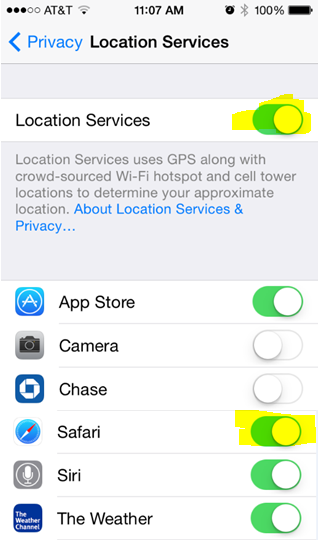 AT&T 11:07 AM 100%
Privacy Location Services
Location Services
Location Services uses GPS along with
crowd-sourced Wi-Fi hotspot and cell tower
locations to determine your approximate
location. About Location Services &
Privacy...
App Store
Camera
Chase
Safari
Siri
The
Weather
Channel
The Weather